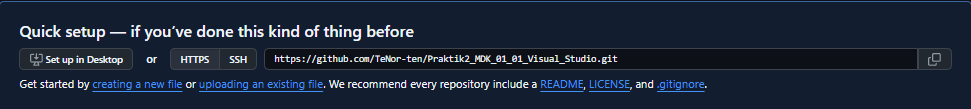 Quick setup — if you’ve done this kind of thing before
Set up in Desktop or HTTPS SSH https://github.com/TeNor-ten/Praktik2_MDK_01_01_Visual_Studio.git
Get started by creating a new file or uploading an existing file. We recommend every repository include a README, LICENSE, and .gitignore.